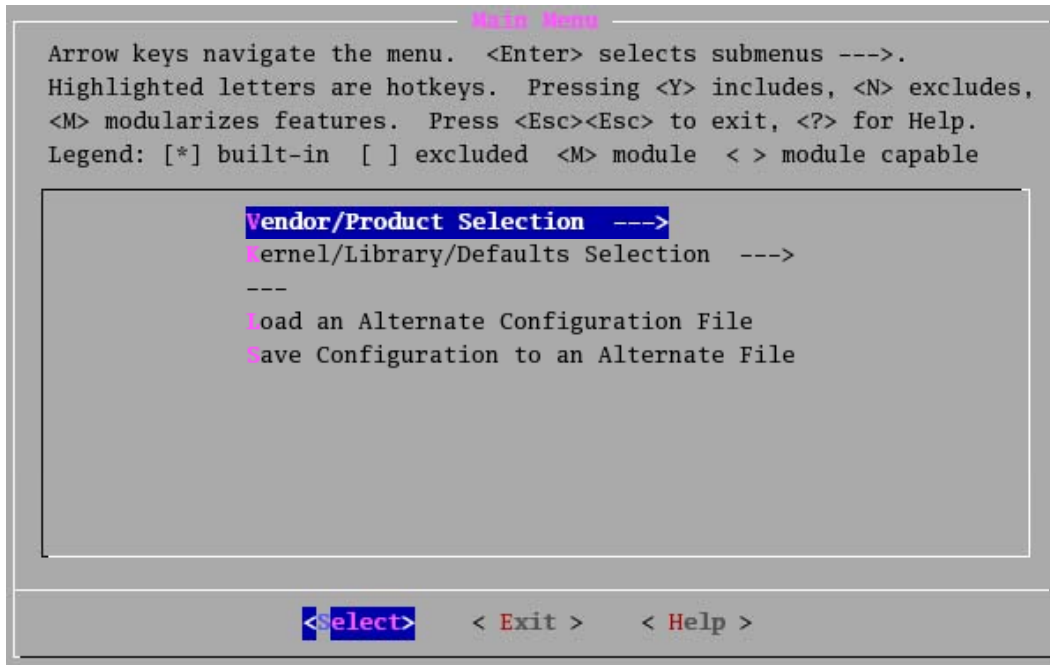 Main Menu
Arrow keys navigate the menu.  <Enter> selects submenus --->.
Highlighted letters are hotkeys.  Pressing <Y> includes, <N> excludes,
<M> modularizes features.  Press <Esc><Esc> to exit, <?> for Help.
Legend: [*] built-in  [ ] excluded  <M> module  < > module capable
Vendor/Product Selection  --->
Kernel/Library/Defaults Selection  --->
---
Load an Alternate Configuration File
Save Configuration to an Alternate File
<Select>    < Exit >    < Help >